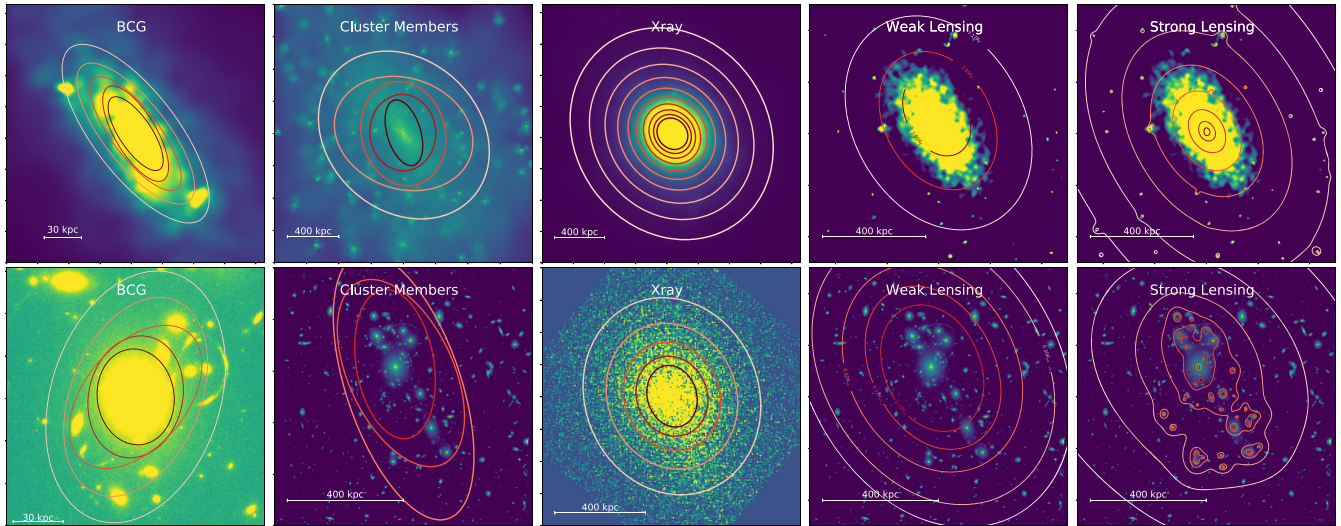 BCG
Cluster Members
Xray
Weak Lensing
Strong Lensing
30 kpc
400 kpc
400 kpc
400 kpc
400 kpc
BCG
Cluster Members
Xray
Weak Lensing
Strong Lensing
30 kpc
400 kpc
400 kpc
400 kpc
400 kpc